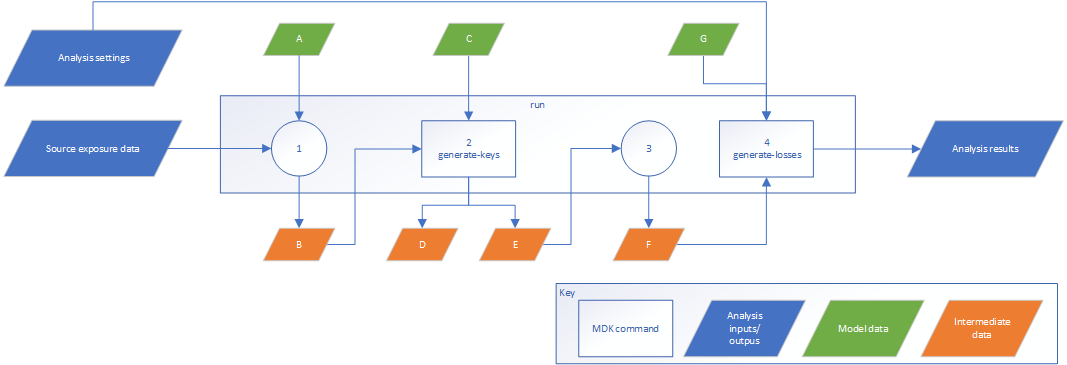 Analysis settings
A
C
G
run
Source exposure data
1
2
generate-keys
3
4
generate-losses
Analysis results
B
D
E
F
Key
MDK command
Analysis
inputs/
outpus
Model data
Intermediate
data